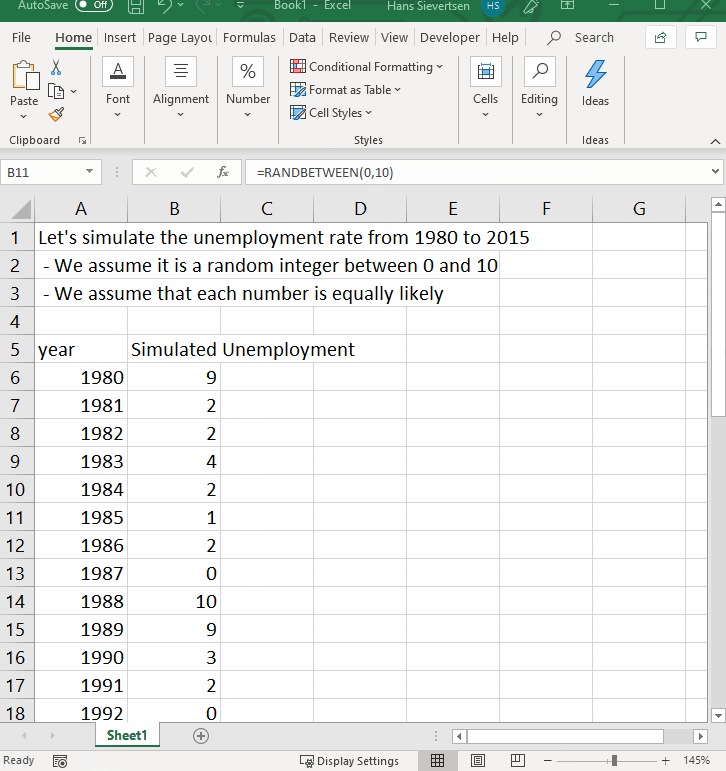 AutoSave Off Book1 - Excel Hans Sievertsen HS
File Home Insert Page Layou Formulas Data Review View Developer Help Search
Paste
Clipboard
A
Font
Alignment
%
Number
Conditional Formatting
Format as Table
Cell Styles
Styles
Cells
Editing
Ideas
Ideas
B11 fx =RANDBETWEEN(0,10)
A B C D E F G
1 Let's simulate the unemployment rate from 1980 to 2015
2 - We assume it is a random integer between 0 and 10
3 - We assume that each number is equally likely
4
5 year Simulated Unemployment
6 1980 9
7 1981 2
8 1982 2
9 1983 4
10 1984 2
11 1985 1
12 1986 2
13 1987 0
14 1988 10
15 1989 9
16 1990 3
17 1991 2
18 1992 0
Sheet1
Ready Display Settings 145%